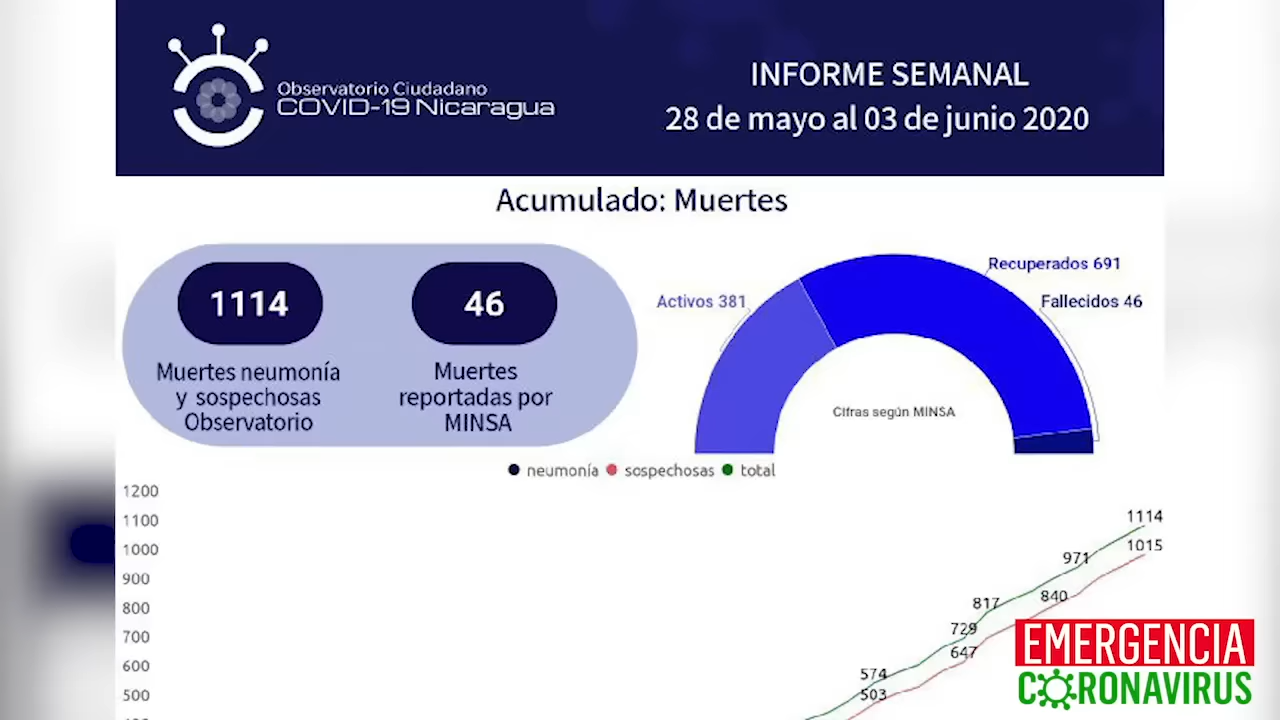 Observatorio Ciudadano
COVID-19 Nicaragua
INFORME SEMANAL
28 de mayo al 03 de junio 2020
Acumulado: Muertes
1114
Muertes neumonía
y sospechosas
Observatorio
46
Muertes
reportadas por
MINSA
Activos 381
Recuperados 691
Fallecidos 46
Cifras según MINSA
neumonía sospechosas total
1200
1100
1000
900
800
700
600
500
574
503
729
647
817
840
971
1114
1015
EMERGENCIA
CORONAVIRUS